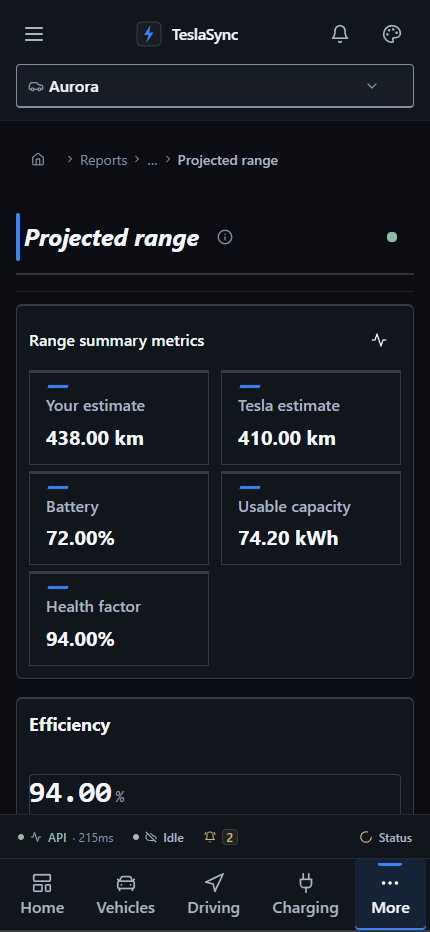 TeslaSync
Aurora
Reports ... Projected range
Projected range
Range summary metrics
Your estimate
438.00 km
Tesla estimate
410.00 km
Battery
72.00%
Usable capacity
74.20 kWh
Health factor
94.00%
Efficiency
94.00 %
API · 215ms Idle 2 Status
Home Vehicles Driving Charging More